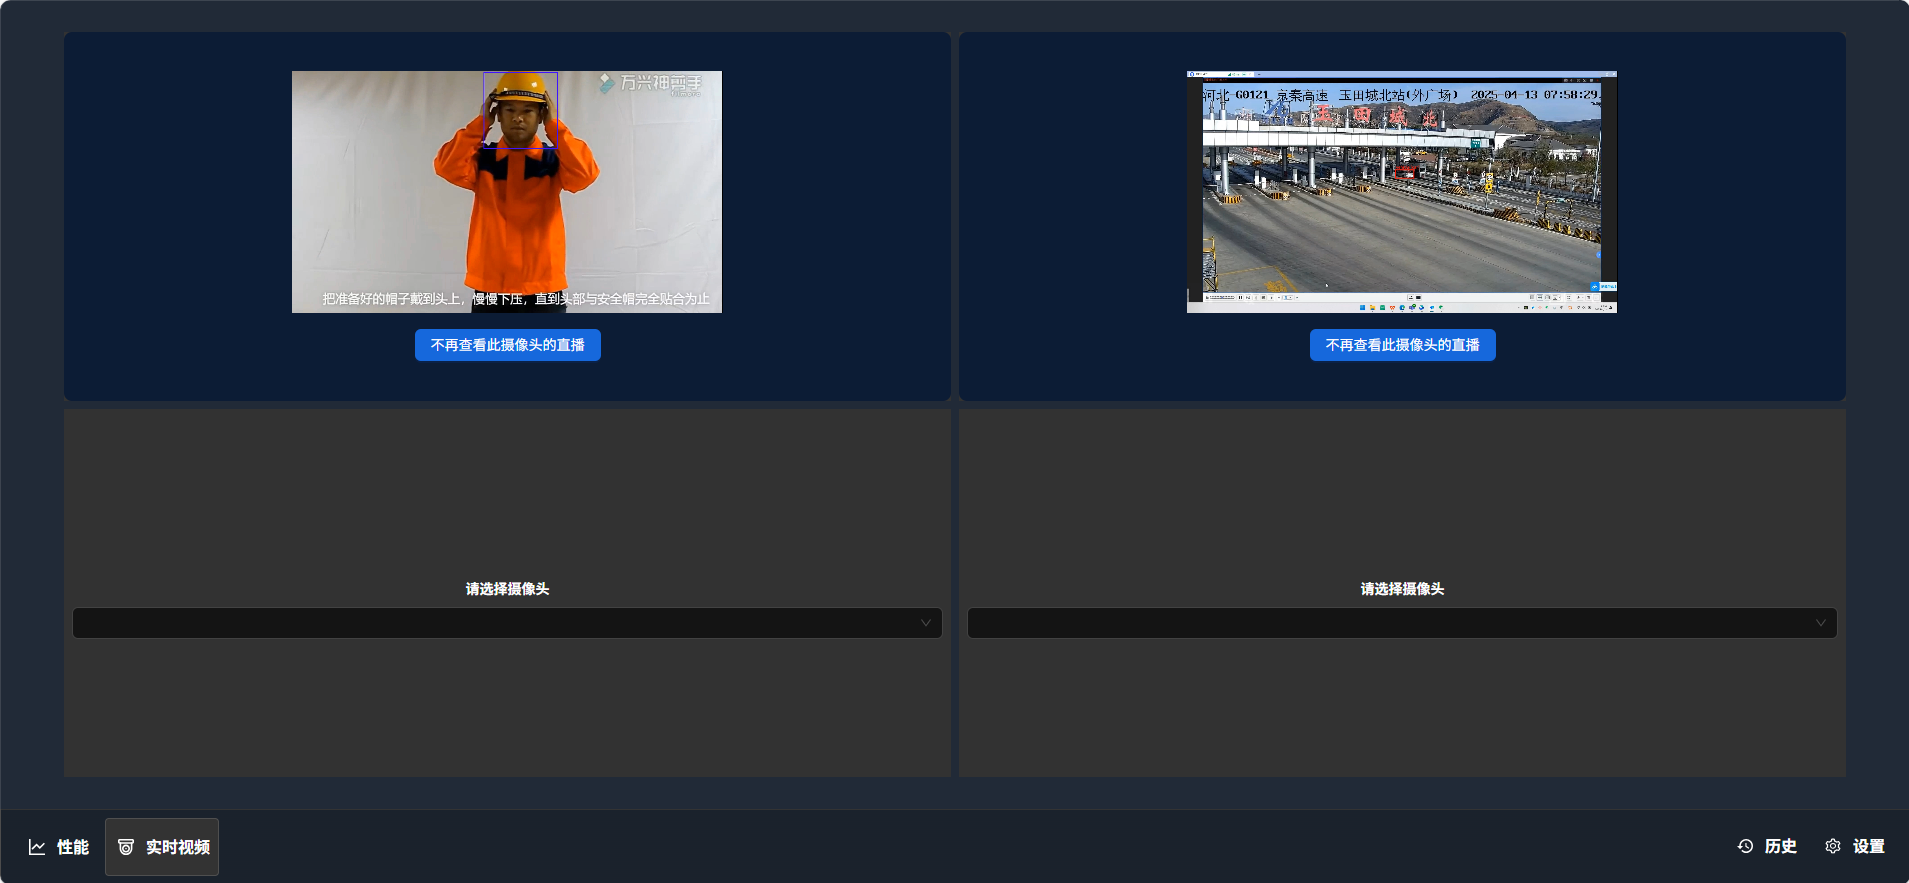 万兴神剪手
filmora
把准备好的帽子戴到头上，慢慢下压，直到头部与安全帽完全贴合为止
不再查看此摄像头的直播
河北-G0121 京秦高速 玉田城北站(外广场) 2025-04-13 07:58:29
玉田城北
不再查看此摄像头的直播
请选择摄像头
请选择摄像头
性能
实时视频
历史
设置